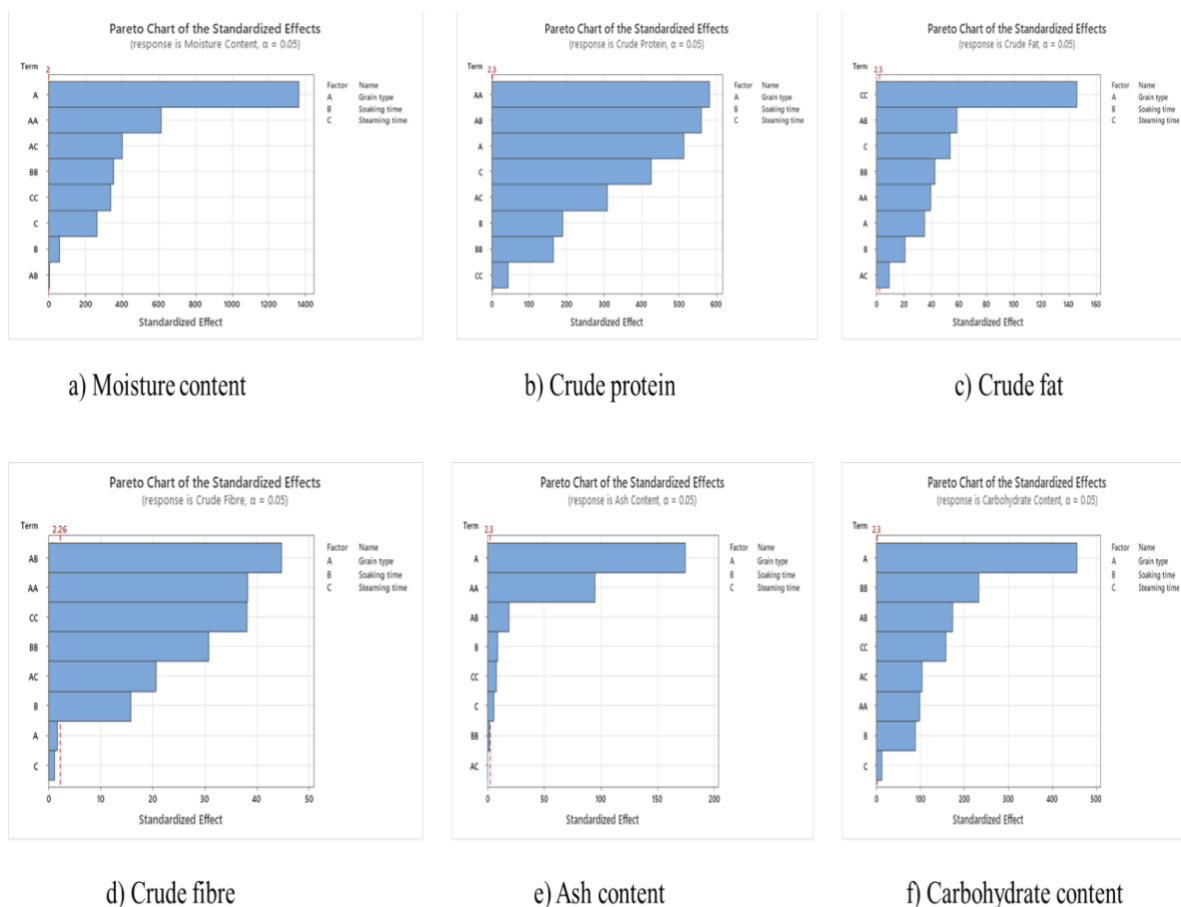 Pareto Chart of the Standardized Effects
(response is Moisture Content, α = 0.05)
Term
2
A
AA
AC
BB
CC
C
B
AB
0 200 400 600 800 1000 1200 1400
Standardized Effect
Factor Name
A Grain type
B Soaking time
C Steaming time
a) Moisture content
Pareto Chart of the Standardized Effects
(response is Crude Protein, α = 0.05)
Term
2.3
AA
AB
A
C
AC
B
BB
CC
0 100 200 300 400 500 600
Standardized Effect
Factor Name
A Grain type
B Soaking time
C Steaming time
b) Crude protein
Pareto Chart of the Standardized Effects
(response is Crude Fat, α = 0.05)
Term
2.3
CC
AB
C
BB
AA
A
B
AC
0 20 40 60 80 100 120 140 160
Standardized Effect
Factor Name
A Grain type
B Soaking time
C Steaming time
c) Crude fat
Pareto Chart of the Standardized Effects
(response is Crude Fibre, α = 0.05)
Term
2.26
AB
AA
CC
BB
AC
B
A
C
0 10 20 30 40 50
Standardized Effect
Factor Name
A Grain type
B Soaking time
C Steaming time
d) Crude fibre
Pareto Chart of the Standardized Effects
(response is Ash Content, α = 0.05)
Term
2.3
A
AA
AB
B
CC
C
BB
AC
0 50 100 150 200
Standardized Effect
Factor Name
A Grain type
B Soaking time
C Steaming time
e) Ash content
Pareto Chart of the Standardized Effects
(response is Carbohydrate Content, α = 0.05)
Term
2.3
A
BB
AB
CC
AC
AA
B
C
0 100 200 300 400 500
Standardized Effect
Factor Name
A Grain type
B Soaking time
C Steaming time
f) Carbohydrate content